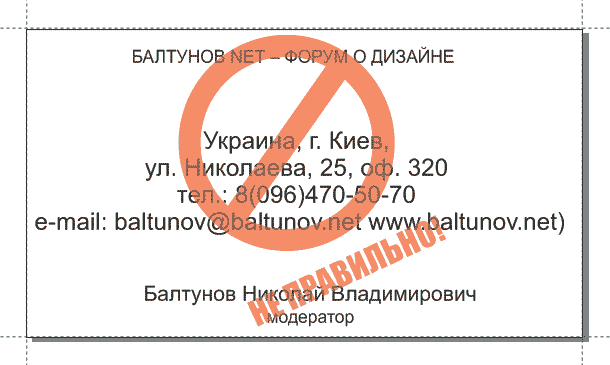 БАЛТУНОВ NET – ФОРУМ О ДИЗАЙНЕ
Украина, г. Киев,
ул. Николаева, 25, оф. 320
тел.: 8(096)470-50-70
e-mail: baltunov@baltunov.net www.baltunov.net)
НЕПРАВИЛЬНО!
Балтунов Николай Владимирович
модератор